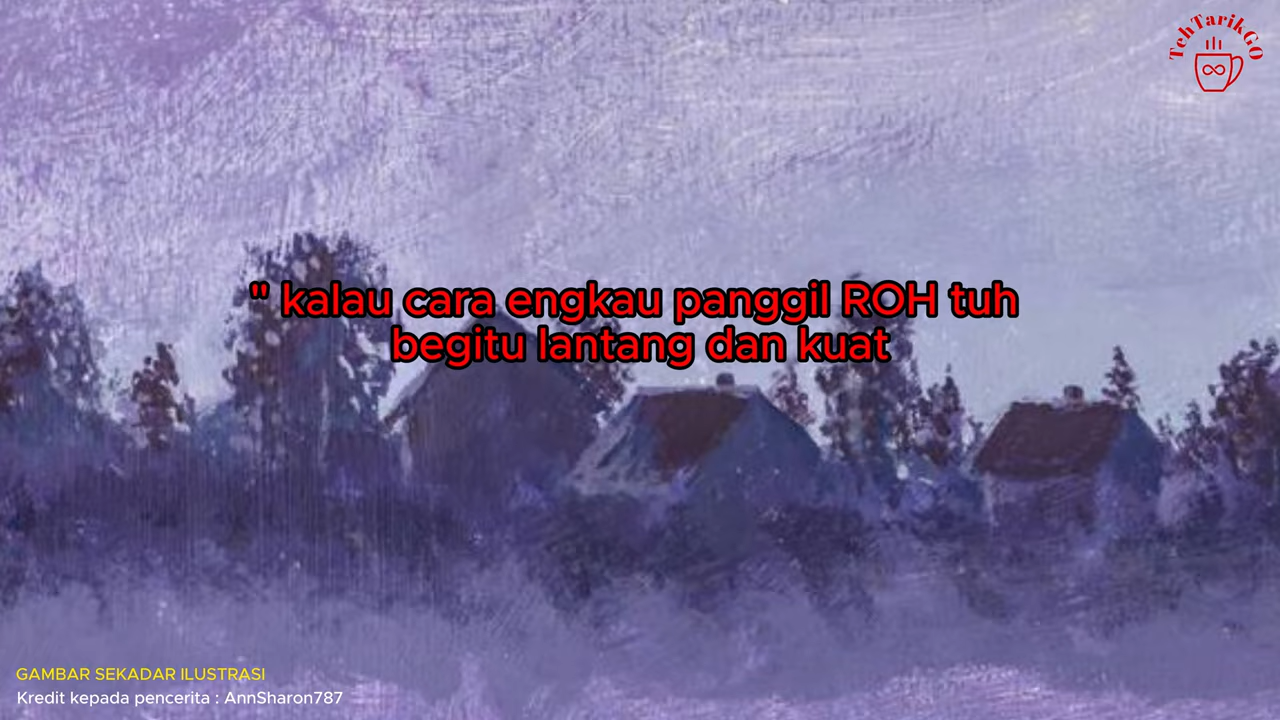 TehTarikGO
" kalau cara engkau panggil ROH tuh
begitu lantang dan kuat
GAMBAR SEKADAR ILUSTRASI
Kredit kepada pencerita : AnnSharon787